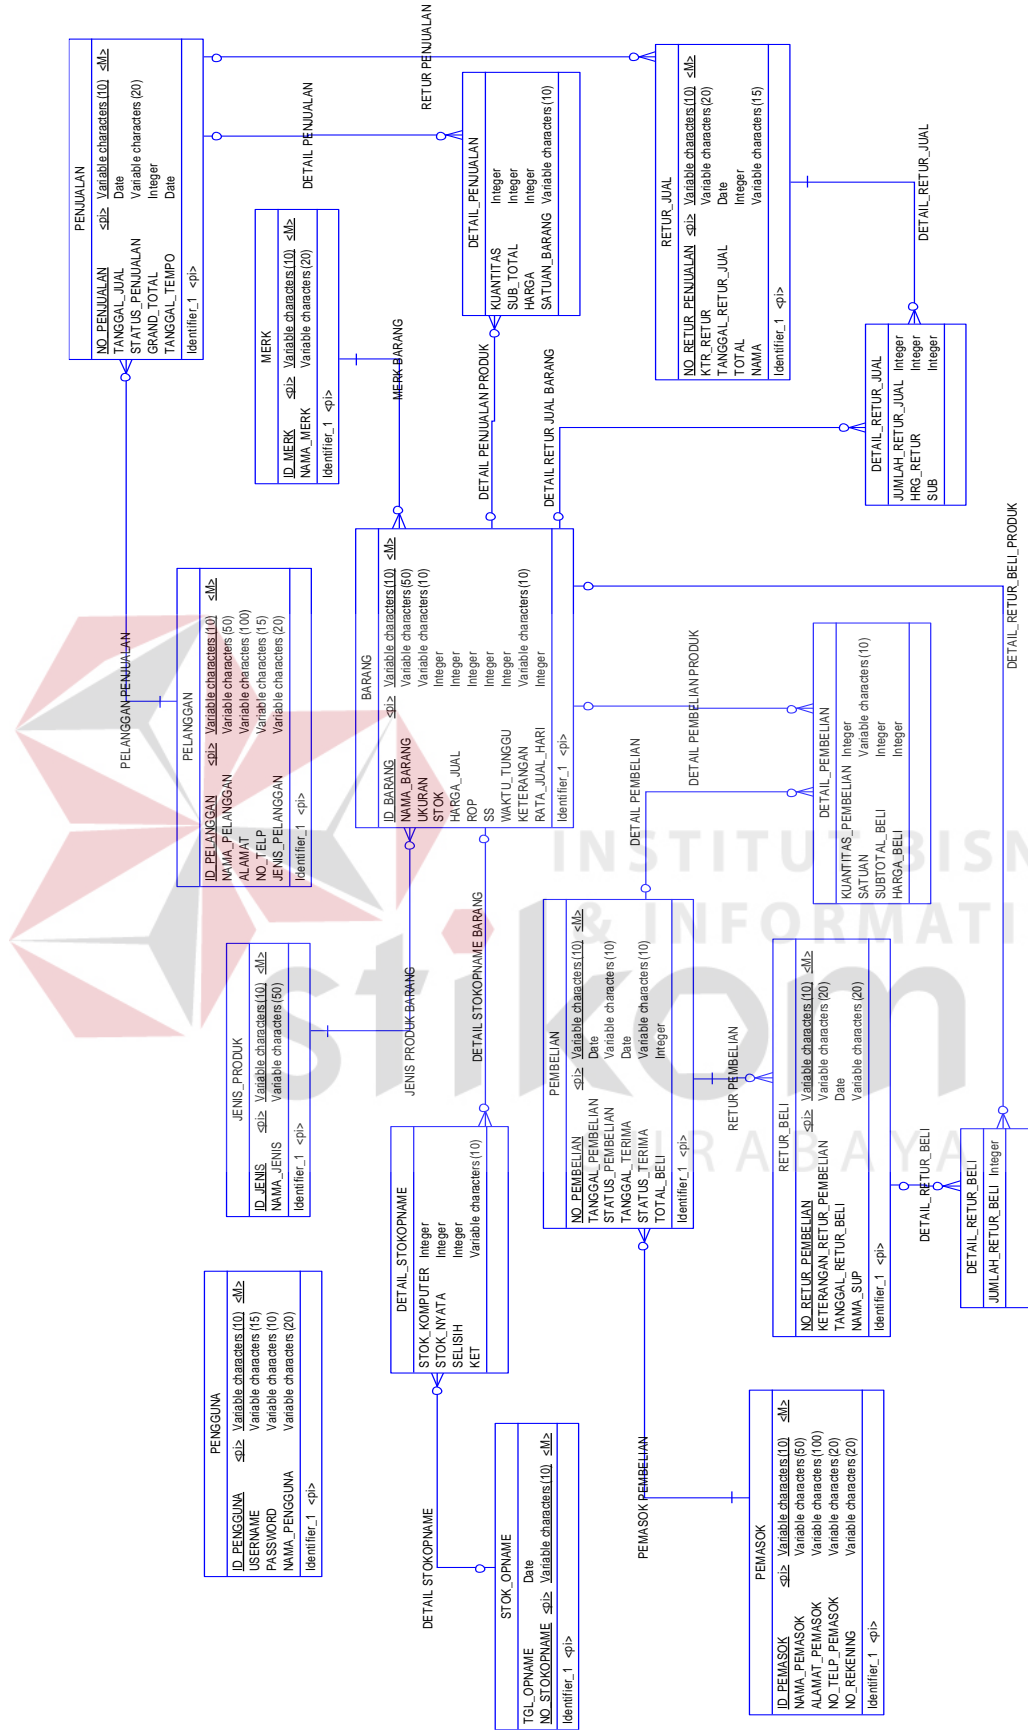 PENGGUNA
ID_PENGGUNA <pi> Variable characters (10) <M>
USERNAME Variable characters (15)
PASSWORD Variable characters (10)
NAMA_PENGGUNA Variable characters (20)
Identifier_1 <pi>
JENIS_PRODUK
ID_JENIS <pi> Variable characters (10) <M>
NAMA_JENIS Variable characters (50)
Identifier_1 <pi>
PELANGGAN
ID_PELANGGAN <pi> Variable characters (10) <M>
NAMA_PELANGGAN Variable characters (50)
ALAMAT Variable characters (100)
NO_TELP Variable characters (15)
JENIS_PELANGGAN Variable characters (20)
Identifier_1 <pi>
PELANGGAN PENJUALAN
PENJUALAN
NO_PENJUALAN <pi> Variable characters (10) <M>
TANGGAL_JUAL Date
STATUS_PENJUALAN Variable characters (20)
GRAND_TOTAL Integer
TANGGAL_TEMPO Date
Identifier_1 <pi>
MERK
ID_MERK <pi> Variable characters (10) <M>
NAMA_MERK Variable characters (20)
Identifier_1 <pi>
DETAIL PENJUALAN
RETUR PENJUALAN
MERK BARANG
JENIS PRODUK BARANG
DETAIL STOKOPNAME BARANG
DETAIL_STOKOPNAME
STOK_KOMPUTER Integer
STOK_NYATA Integer
SELISIH Integer
KET Variable characters (10)
DETAIL STOKOPNAME
STOK_OPNAME
TGL_OPNAME Date
NO_STOKOPNAME <pi> Variable characters (10) <M>
Identifier_1 <pi>
BARANG
ID_BARANG <pi> Variable characters (10) <M>
NAMA_BARANG Variable characters (50)
UKURAN Variable characters (10)
STOK Integer
HARGA_JUAL Integer
ROP Integer
SS Integer
WAKTU_TUNGGU Integer
KETERANGAN Variable characters (10)
RATA_JUAL_HARI Integer
Identifier_1 <pi>
DETAIL PENJUALAN PRODUK
DETAIL_PENJUALAN
KUANTITAS Integer
SUB_TOTAL Integer
HARGA Integer
SATUAN_BARANG Variable characters (10)
DETAIL RETUR JUAL BARANG
RETUR_JUAL
NO_RETUR_PENJUALAN <pi> Variable characters (10) <M>
KTR_RETUR Variable characters (20)
TANGGAL_RETUR_JUAL Date
TOTAL Integer
NAMA Variable characters (15)
Identifier_1 <pi>
DETAIL_RETUR_JUAL
DETAIL_RETUR_JUAL
JUMLAH_RETUR_JUAL Integer
HRG_RETUR Integer
SUB Integer
PEMBELIAN
NO_PEMBELIAN <pi> Variable characters (10) <M>
TANGGAL_PEMBELIAN Date
STATUS_PEMBELIAN Variable characters (10)
TANGGAL_TERIMA Date
STATUS_TERIMA Variable characters (10)
TOTAL_BELI Integer
Identifier_1 <pi>
PEMASOK PEMBELIAN
DETAIL PEMBELIAN
DETAIL PEMBELIAN PRODUK
RETUR PEMBELIAN
PEMASOK
ID_PEMASOK <pi> Variable characters (10) <M>
NAMA_PEMASOK Variable characters (50)
ALAMAT_PEMASOK Variable characters (100)
NO_TELP_PEMASOK Variable characters (20)
NO_REKENING Variable characters (20)
Identifier_1 <pi>
RETUR_BELI
NO_RETUR_PEMBELIAN <pi> Variable characters (10) <M>
KETERANGAN_RETUR_PEMBELIAN Variable characters (20)
TANGGAL_RETUR_BELI Date
NAMA_SUP Variable characters (20)
Identifier_1 <pi>
DETAIL_PEMBELIAN
KUANTITAS_PEMBELIAN Integer
SATUAN Variable characters (10)
SUBTOTAL_BELI Integer
HARGA_BELI Integer
DETAIL_RETUR_BELI
DETAIL_RETUR_BELI
JUMLAH_RETUR_BELI Integer
DETAIL_RETUR_BELI_PRODUK
INSTITUT BISN
& INFORMATI
stikom
SURABAYA